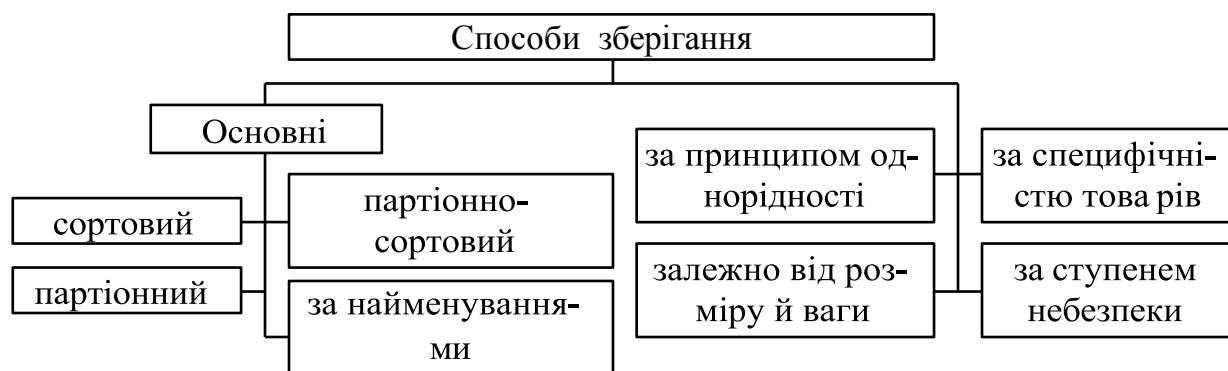 Способи зберігання
Основні
сортовий
партіонний
партіонно-
сортовий
за найменування-
ми
за принципом од-
норідності
за специфічні-
стю това рів
залежно від роз-
міру й ваги
за ступенем
небезпеки